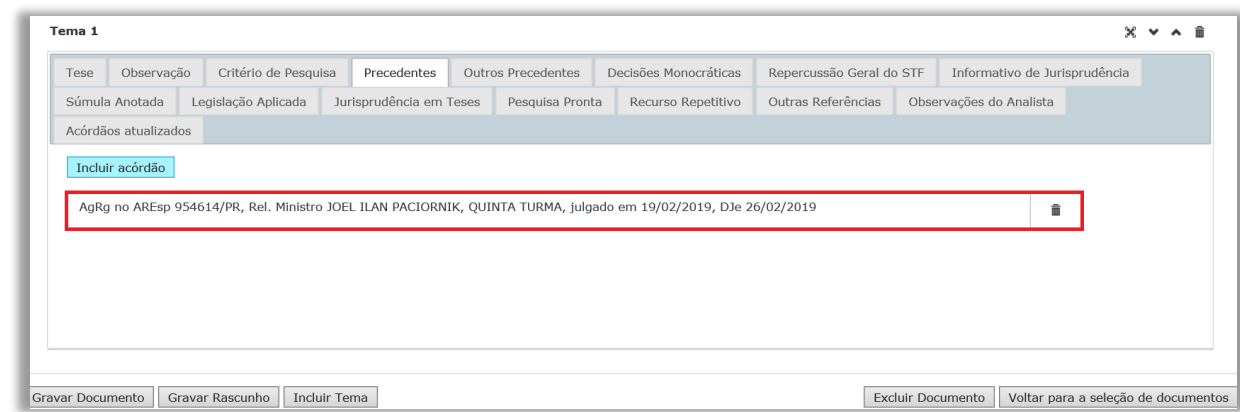 Tema 1
Tese Observação Critério de Pesquisa Precedentes Outros Precedentes Decisões Monocráticas Repercussão Geral do STF Informativo de Jurisprudência
Súmula Anotada Legislação Aplicada Jurisprudência em Teses Pesquisa Pronta Recurso Repetitivo Outras Referências Observações do Analista
Acórdãos atualizados
Incluir acórdão
AgRg no AREsp 954614/PR, Rel. Ministro JOEL ILAN PACIORNIK, QUINTA TURMA, julgado em 19/02/2019, DJe 26/02/2019
Gravar Documento Gravar Rascunho Incluir Tema Excluir Documento Voltar para a seleção de documentos